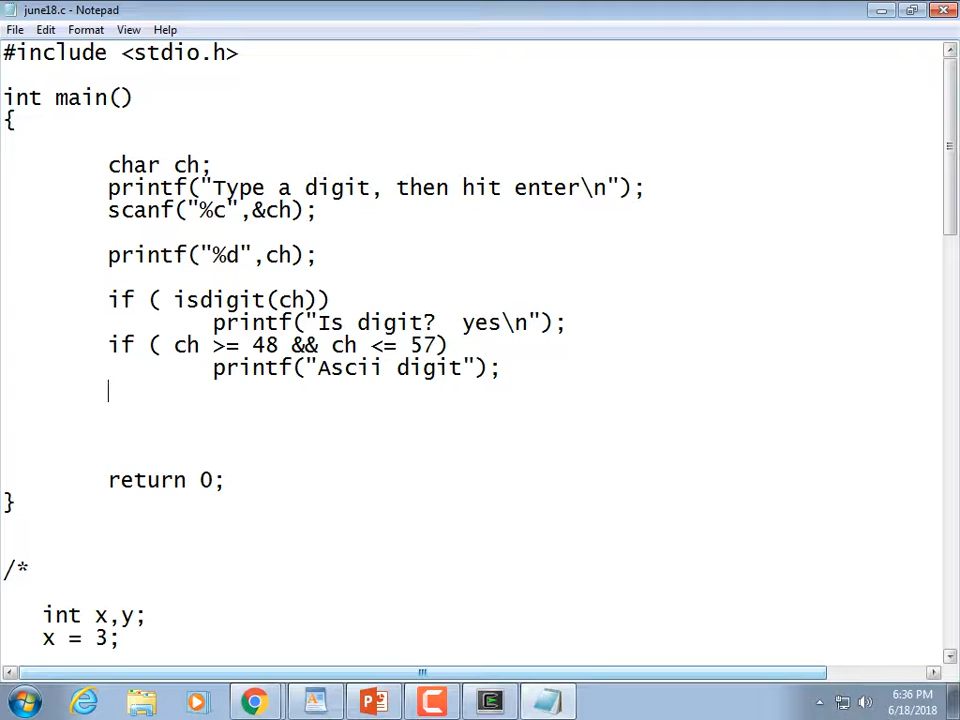 june18.c - Notepad
File Edit Format View Help
#include <stdio.h>
int main()
{
char ch;
printf("Type a digit, then hit enter\n");
scanf("%c",&ch);
printf("%d",ch);
if ( isdigit(ch))
printf("Is digit?  yes\n");
if ( ch >= 48 && ch <= 57)
printf("Ascii digit");
return 0;
}
/*
int x,y;
x = 3;
6:36 PM
6/18/2018